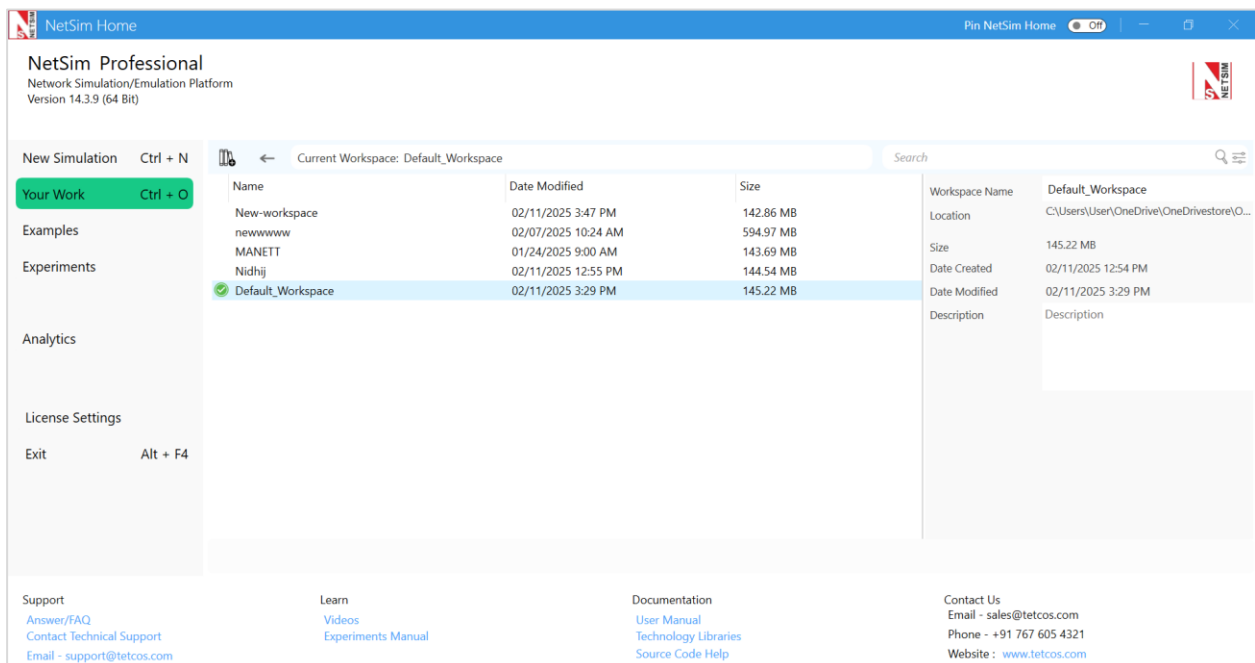 NETSIM
NetSim Home
Pin NetSim Home Off
NetSim Professional
Network Simulation/Emulation Platform
Version 14.3.9 (64 Bit)
NETSIM
New Simulation Ctrl + N
Your Work Ctrl + O
Examples
Experiments
Analytics
License Settings
Exit Alt + F4
Current Workspace: Default_Workspace
Search
Name Date Modified Size
New-workspace 02/11/2025 3:47 PM 142.86 MB
newwwww 02/07/2025 10:24 AM 594.97 MB
MANETT 01/24/2025 9:00 AM 143.69 MB
Nidhij 02/11/2025 12:55 PM 144.54 MB
Default_Workspace 02/11/2025 3:29 PM 145.22 MB
Workspace Name Default_Workspace
Location C:\Users\User\OneDrive\OneDrivestore\O...
Size 145.22 MB
Date Created 02/11/2025 12:54 PM
Date Modified 02/11/2025 3:29 PM
Description Description
Support
Answer/FAQ
Contact Technical Support
Email - support@tetcos.com
Learn
Videos
Experiments Manual
Documentation
User Manual
Technology Libraries
Source Code Help
Contact Us
Email - sales@tetcos.com
Phone - +91 767 605 4321
Website : www.tetcos.com